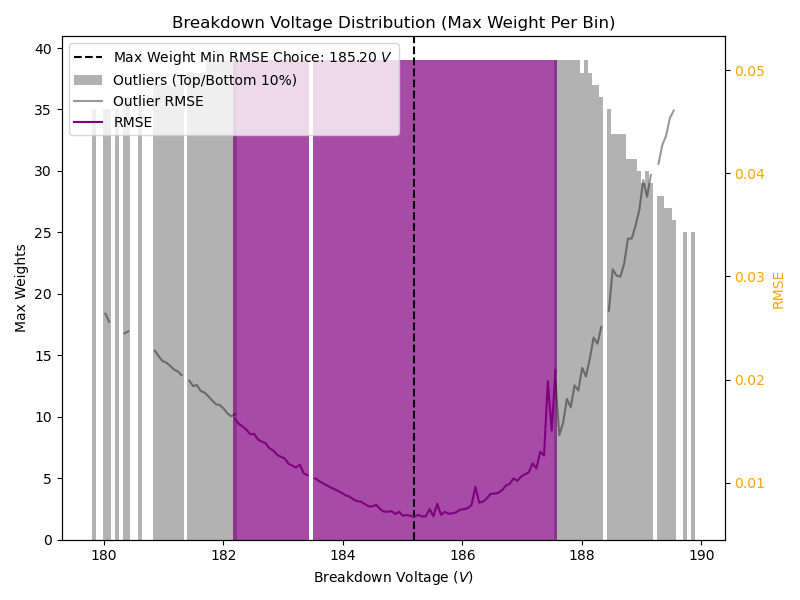 Breakdown Voltage Distribution (Max Weight Per Bin)
Max Weight Min RMSE Choice: 185.20 V
Outliers (Top/Bottom 10%)
Outlier RMSE
RMSE
Max Weights
40
35
30
25
20
15
10
5
0
180
182
184
186
188
190
Breakdown Voltage (V)
0.05
0.04
0.03
0.02
0.01
RMSE